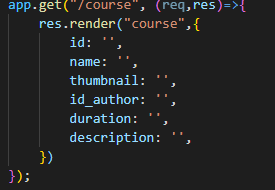 app.get("/course", (req,res)=>{
res.render("course",{
id: '',
name: '',
thumbnail: '',
id_author: '',
duration: '',
description: '',
})
});